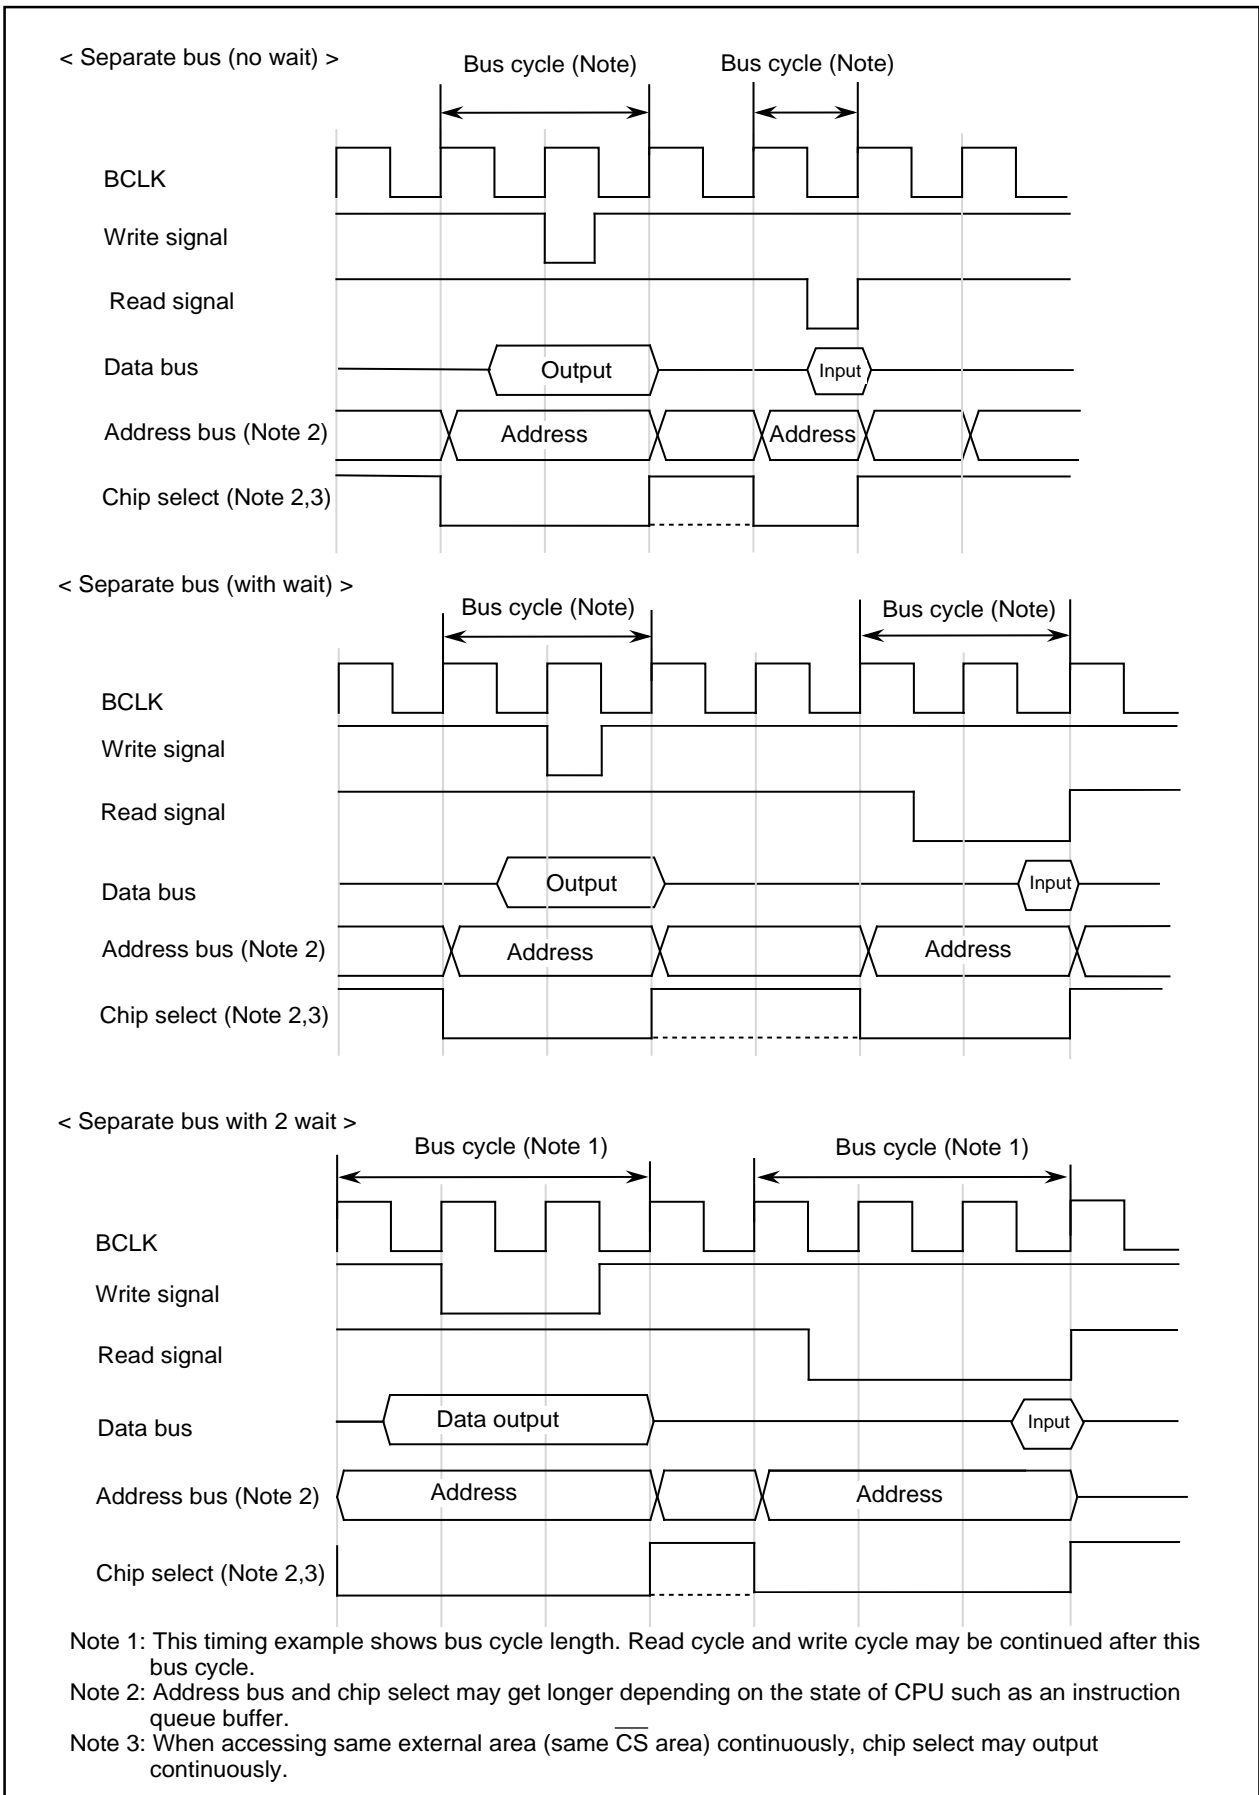 < Separate bus (no wait) >
Bus cycle (Note)
Bus cycle (Note)
BCLK
Write signal
Read signal
Data bus
Output
Input
Address bus (Note 2)
Address
Address
Chip select (Note 2,3)
< Separate bus (with wait) >
Bus cycle (Note)
Bus cycle (Note)
BCLK
Write signal
Read signal
Data bus
Output
Input
Address bus (Note 2)
Address
Address
Chip select (Note 2,3)
< Separate bus with 2 wait >
Bus cycle (Note 1)
Bus cycle (Note 1)
BCLK
Write signal
Read signal
Data bus
Data output
Input
Address bus (Note 2)
Address
Address
Chip select (Note 2,3)
Note 1: This timing example shows bus cycle length. Read cycle and write cycle may be continued after this
bus cycle.
Note 2: Address bus and chip select may get longer depending on the state of CPU such as an instruction
queue buffer.
Note 3: When accessing same external area (same C̅S̅ area) continuously, chip select may output
continuously.